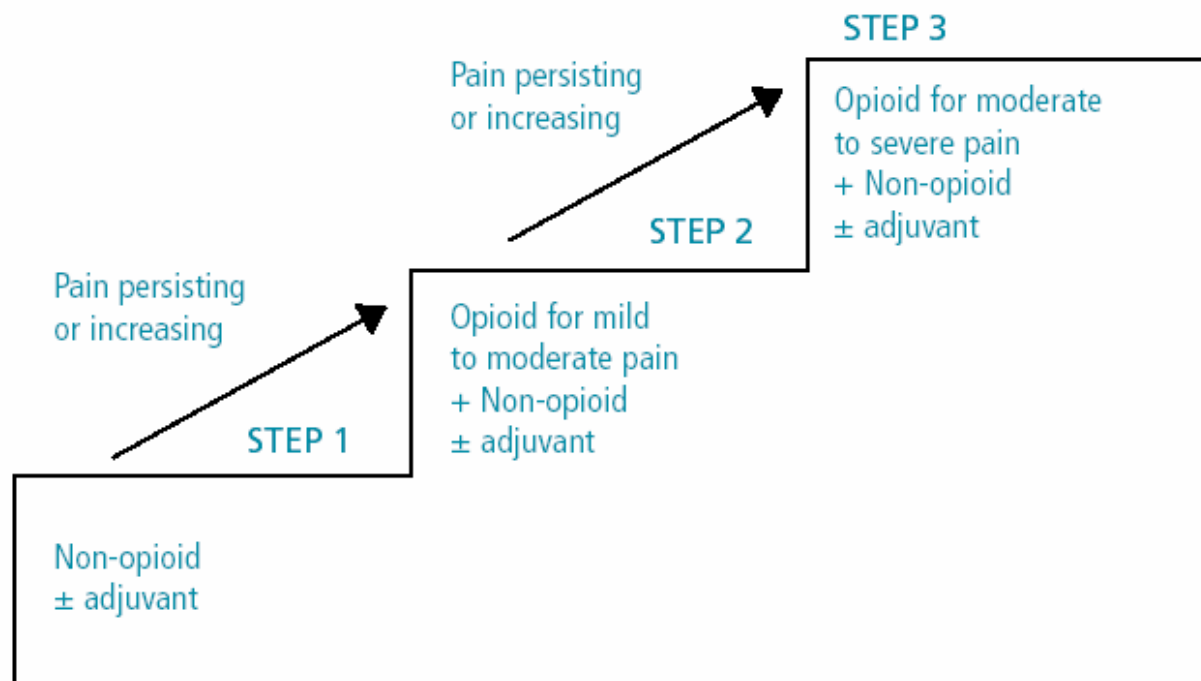 STEP 3
Pain persisting
or increasing
Opioid for moderate
to severe pain
+ Non-opioid
± adjuvant
STEP 2
Pain persisting
or increasing
Opioid for mild
to moderate pain
+ Non-opioid
± adjuvant
STEP 1
Non-opioid
± adjuvant